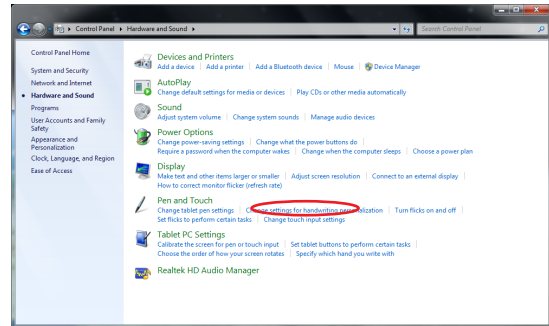 Control Panel ▸ Hardware and Sound ▸
Search Control Panel
Control Panel Home
System and Security
Network and Internet
Hardware and Sound
Programs
User Accounts and Family
Safety
Appearance and
Personalization
Clock, Language, and Region
Ease of Access
Devices and Printers
Add a device | Add a printer | Add a Bluetooth device | Mouse | Device Manager
AutoPlay
Change default settings for media or devices | Play CDs or other media automatically
Sound
Adjust system volume | Change system sounds | Manage audio devices
Power Options
Change power-saving settings | Change what the power buttons do |
Require a password when the computer wakes | Change when the computer sleeps | Choose a power plan
Display
Make text and other items larger or smaller | Adjust screen resolution | Connect to an external display |
How to correct monitor flicker (refresh rate)
Pen and Touch
Change tablet pen settings | Change settings for handwriting personalization | Turn flicks on and off |
Set flicks to perform certain tasks | Change touch input settings
Tablet PC Settings
Calibrate the screen for pen or touch input | Set tablet buttons to perform certain tasks |
Choose the order of how your screen rotates | Specify which hand you write with
Realtek HD Audio Manager